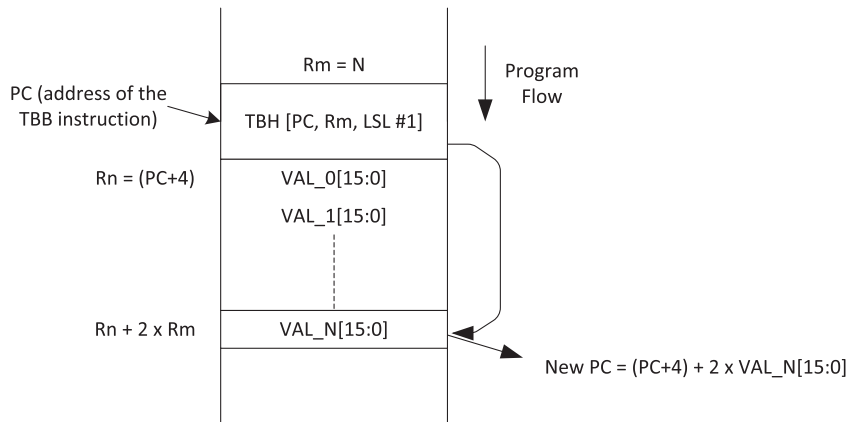 Rm = N
Program
Flow
PC (address of the
TBB instruction)
TBH [PC, Rm, LSL #1]
Rn = (PC+4)
VAL_0[15:0]
VAL_1[15:0]
Rn + 2 x Rm
VAL_N[15:0]
New PC = (PC+4) + 2 x VAL_N[15:0]